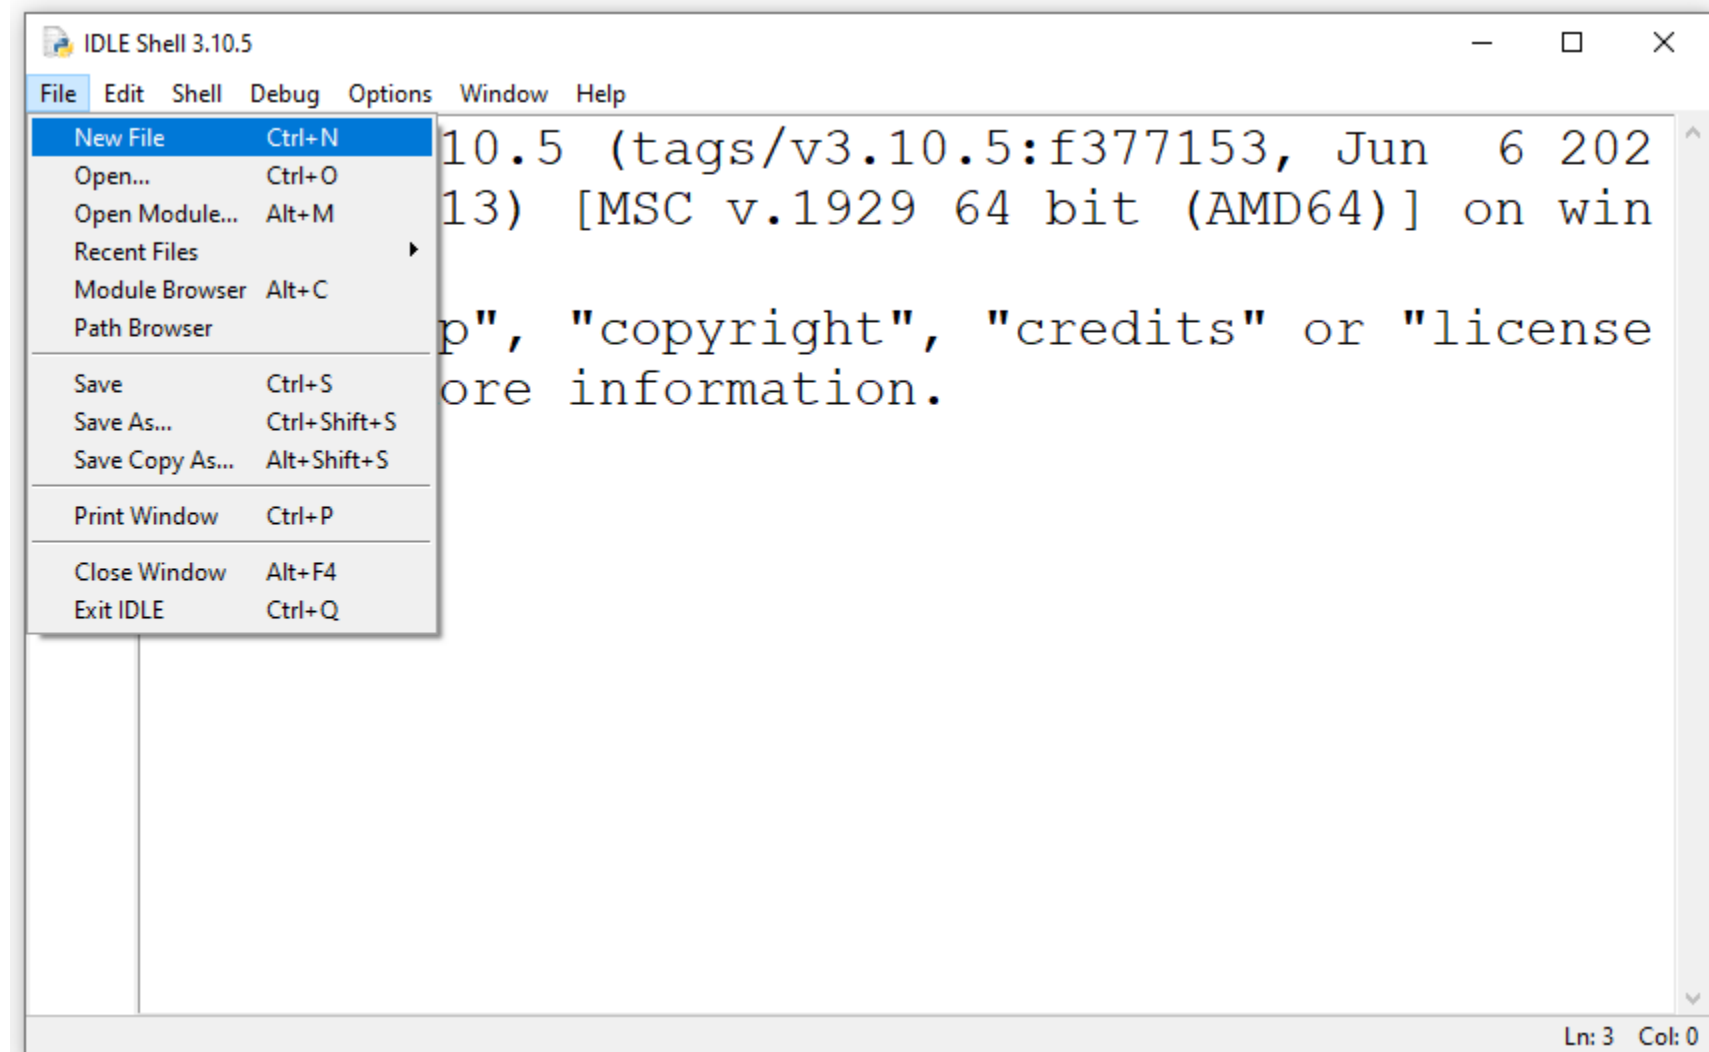 IDLE Shell 3.10.5
File Edit Shell Debug Options Window Help
New File Ctrl+N
Open... Ctrl+O
Open Module... Alt+M
Recent Files
Module Browser Alt+C
Path Browser
Save Ctrl+S
Save As... Ctrl+Shift+S
Save Copy As... Alt+Shift+S
Print Window Ctrl+P
Close Window Alt+F4
Exit IDLE Ctrl+Q
10.5 (tags/v3.10.5:f377153, Jun  6 202
13) [MSC v.1929 64 bit (AMD64)] on win
p", "copyright", "credits" or "license
ore information.
Ln: 3 Col: 0